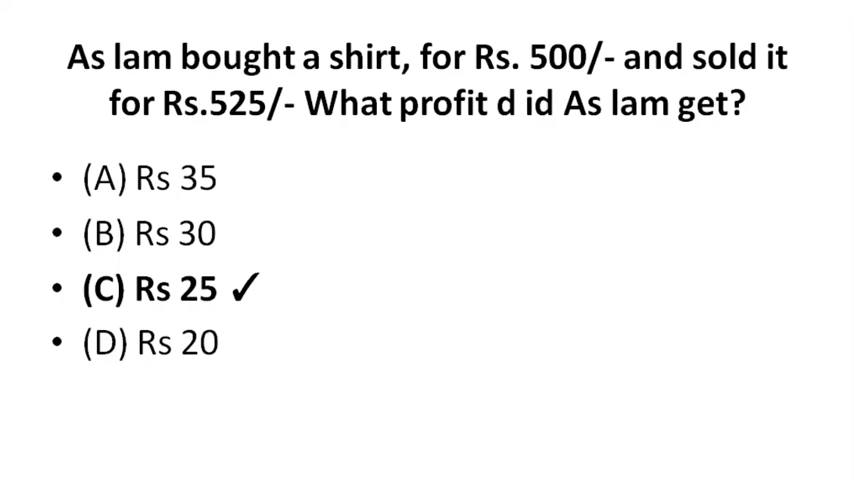 As lam bought a shirt, for Rs. 500/- and sold it
for Rs.525/- What profit d id As lam get?
• (A) Rs 35
• (B) Rs 30
• (C) Rs 25 ✓
• (D) Rs 20